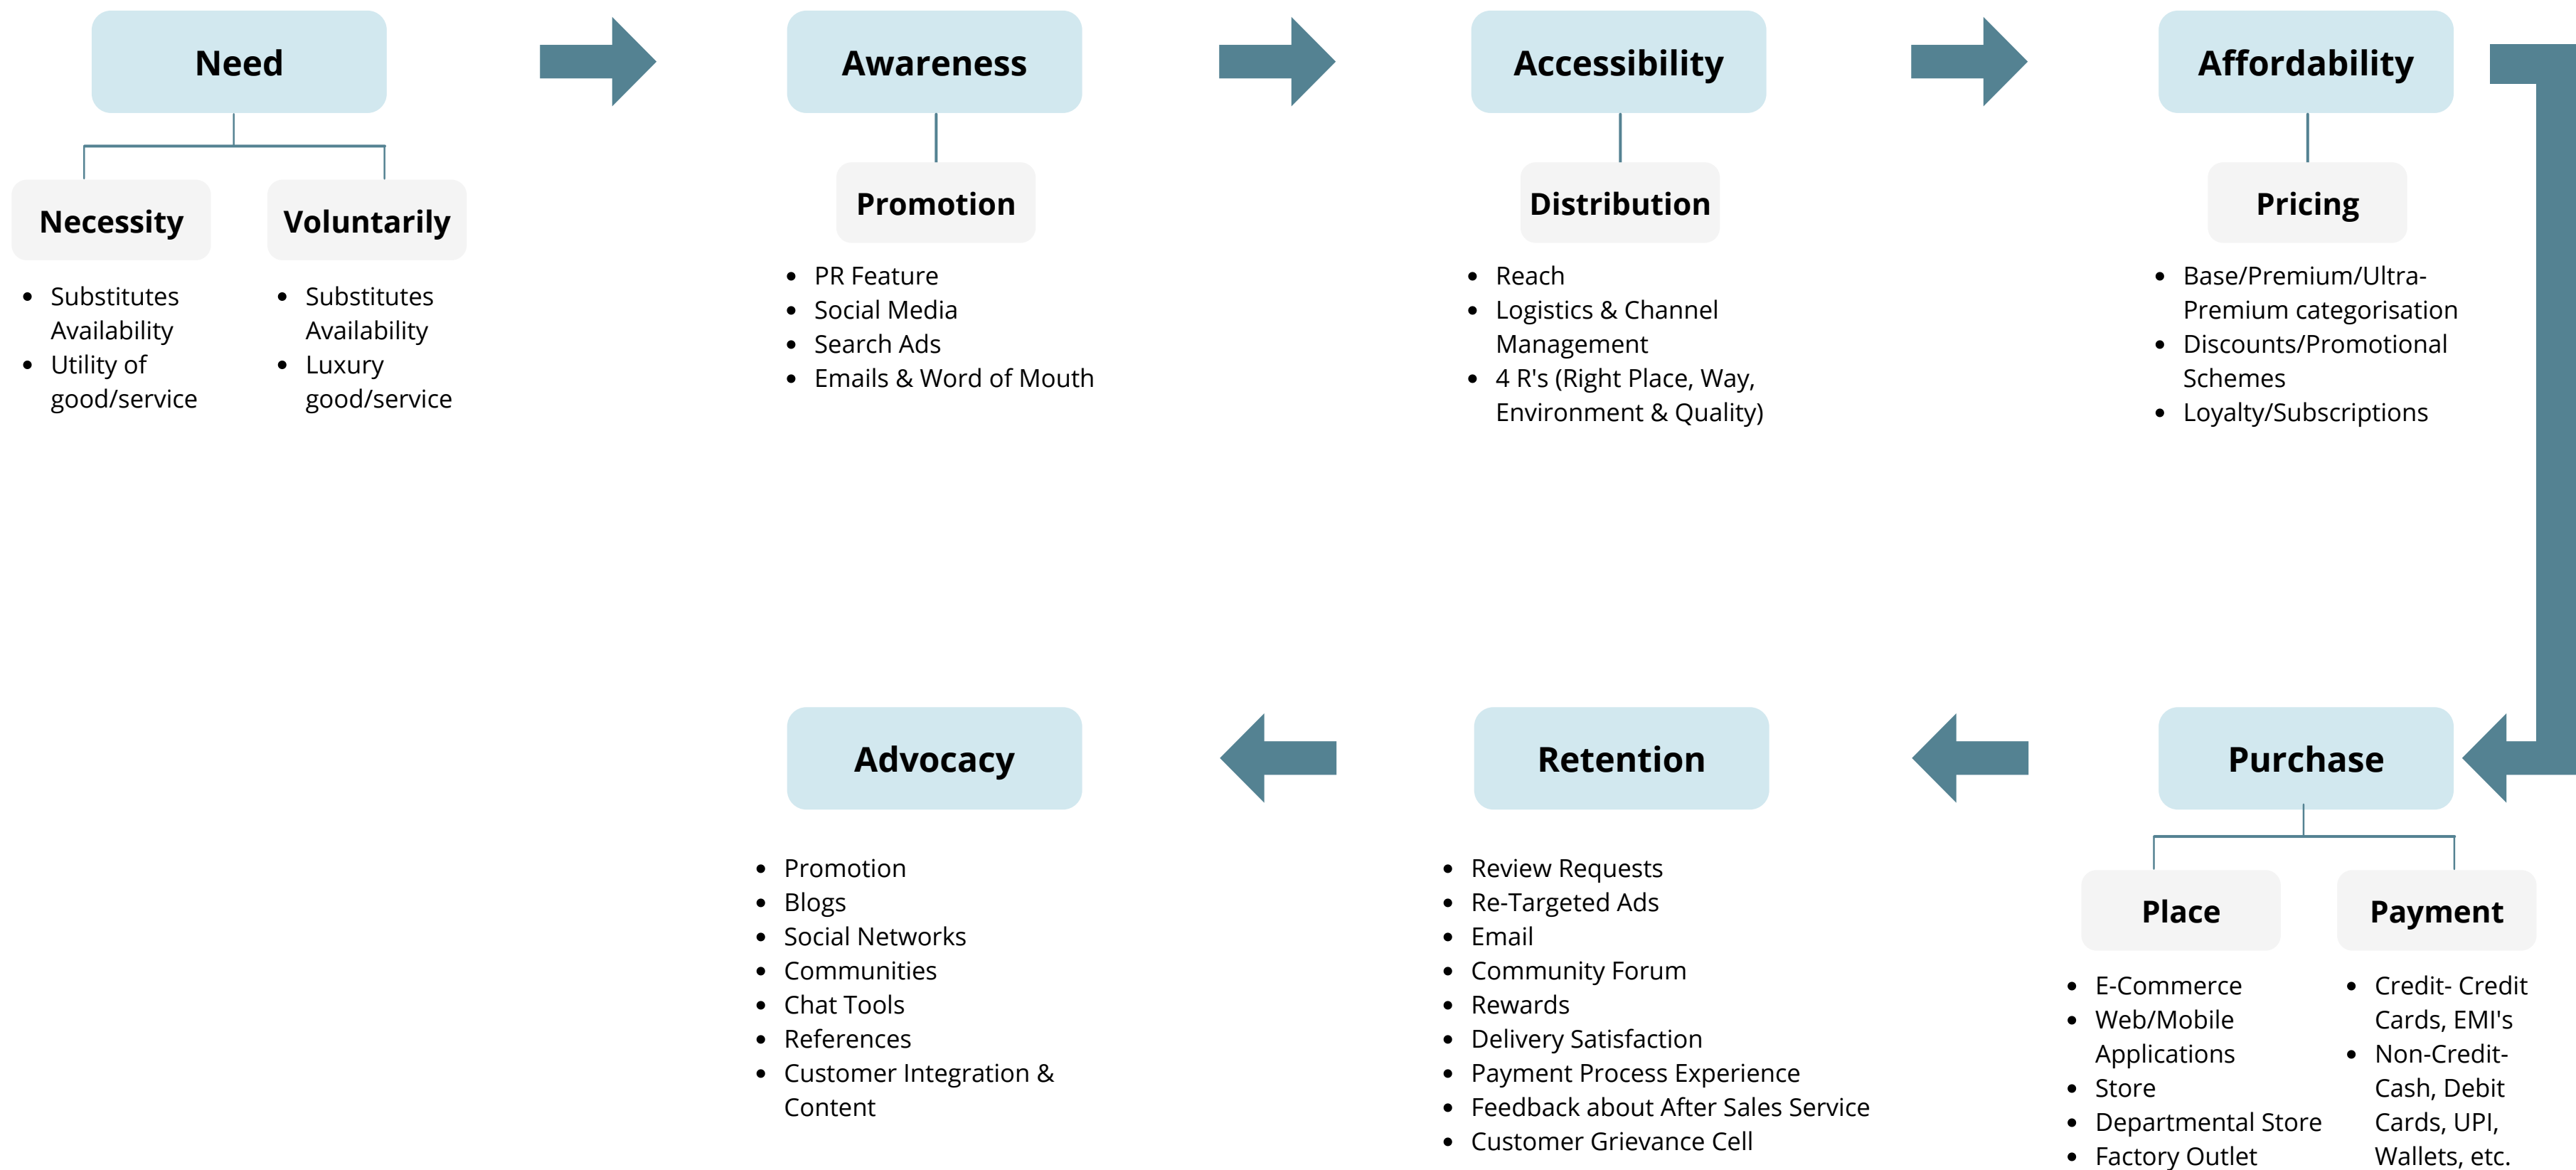 Need
Necessity
• Substitutes
Availability
• Utility of
good/service
Voluntarily
• Substitutes
Availability
• Luxury
good/service
Awareness
Promotion
• PR Feature
• Social Media
• Search Ads
• Emails & Word of Mouth
Accessibility
Distribution
• Reach
• Logistics & Channel
Management
• 4 R's (Right Place, Way,
Environment & Quality)
Affordability
Pricing
• Base/Premium/Ultra-
Premium categorisation
• Discounts/Promotional
Schemes
• Loyalty/Subscriptions
Purchase
Place
• E-Commerce
• Web/Mobile
Applications
• Store
• Departmental Store
• Factory Outlet
Payment
• Credit- Credit
Cards, EMI's
• Non-Credit-
Cash, Debit
Cards, UPI,
Wallets, etc.
Retention
• Review Requests
• Re-Targeted Ads
• Email
• Community Forum
• Rewards
• Delivery Satisfaction
• Payment Process Experience
• Feedback about After Sales Service
• Customer Grievance Cell
Advocacy
• Promotion
• Blogs
• Social Networks
• Communities
• Chat Tools
• References
• Customer Integration &
Content